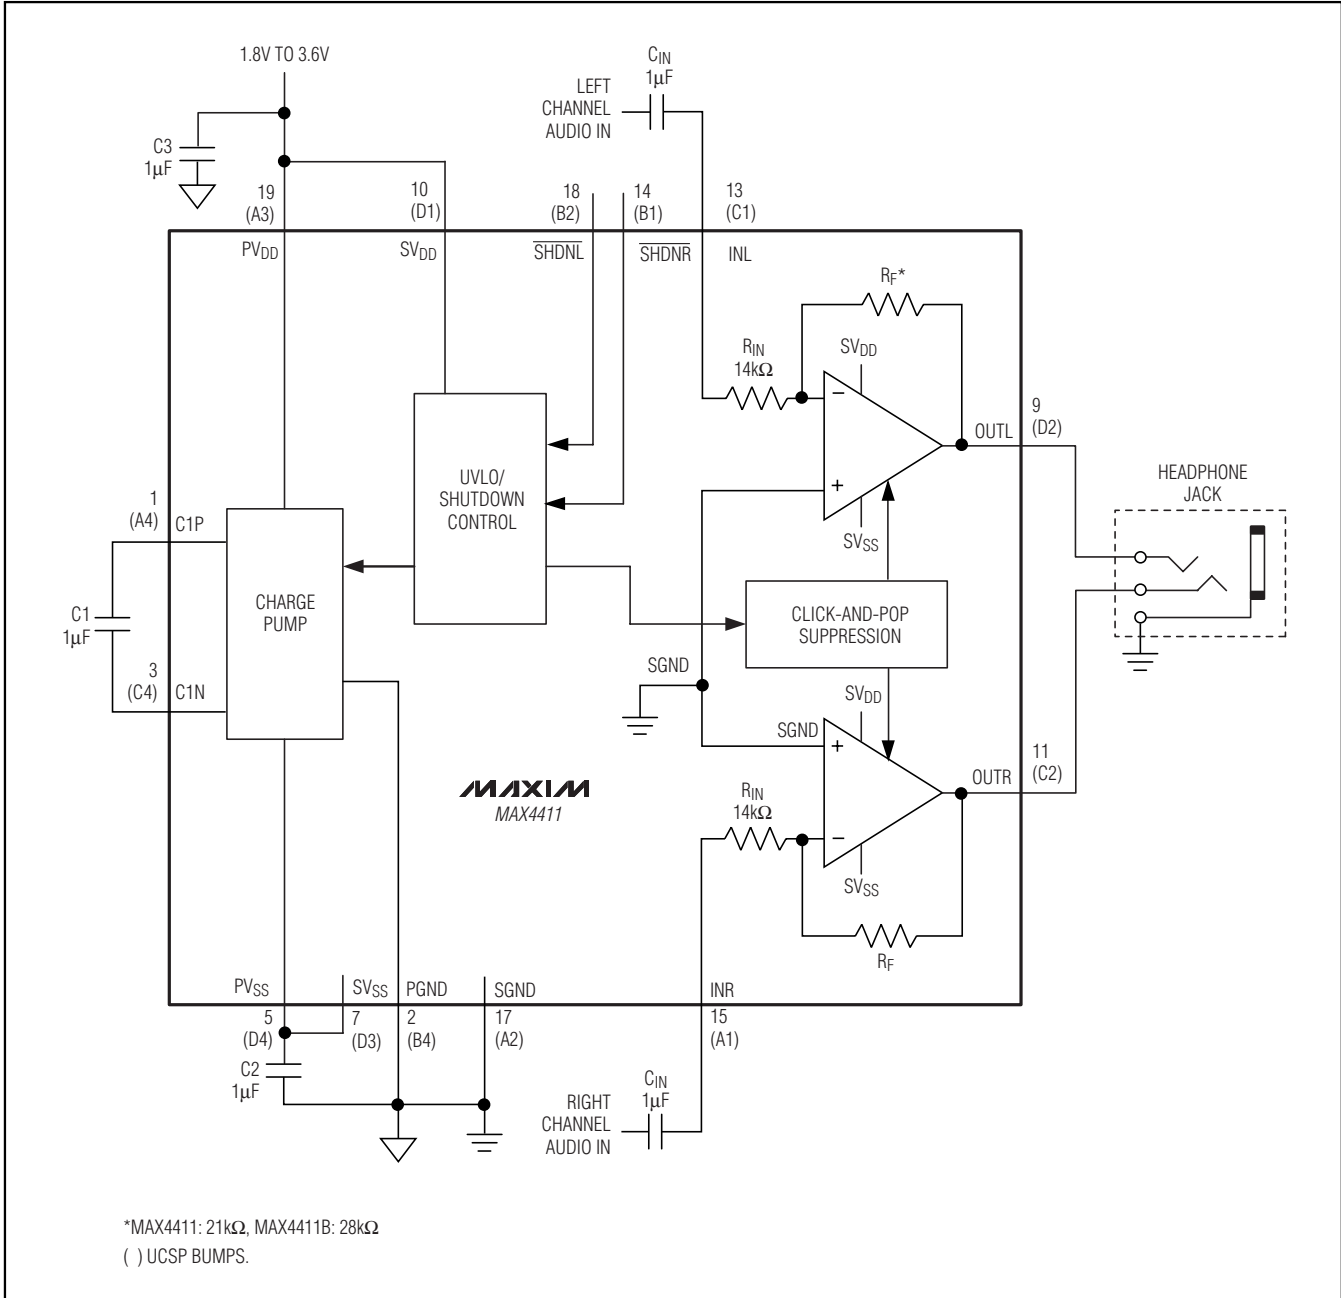 1.8V TO 3.6V
C3
1µF
LEFT
CHANNEL
AUDIO IN
CIN
1µF
19
(A3)
10
(D1)
18
(B2)
14
(B1)
13
(C1)
PVDD
SVDD
SHDNL
SHDNR
INL
RF*
RIN
14kΩ
SVDD
−
+
SVSS
OUTL
9
(D2)
HEADPHONE
JACK
UVLO/
SHUTDOWN
CONTROL
1
(A4)
C1P
CHARGE
PUMP
C1
1µF
3
(C4)
C1N
CLICK-AND-POP
SUPPRESSION
SGND
SVDD
SGND
+
−
SVSS
OUTR
11
(C2)
RIN
14kΩ
RF
MAXIM
MAX4411
PVSS
SVSS
PGND
SGND
INR
5
(D4)
7
(D3)
2
(B4)
17
(A2)
15
(A1)
C2
1µF
RIGHT
CHANNEL
AUDIO IN
CIN
1µF
*MAX4411: 21kΩ, MAX4411B: 28kΩ
( ) UCSP BUMPS.